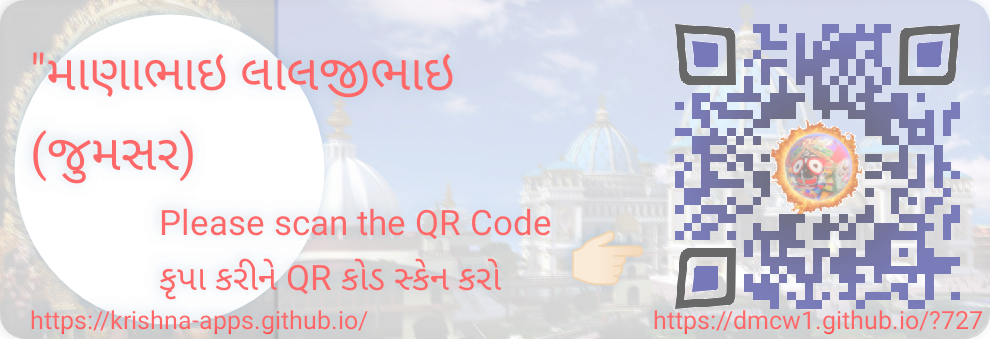 "માણાભાઇ લાલજીભાઇ
(જુમસર)
Please scan the QR Code
કૃપા કરીને QR કોડ સ્કેન કરો
https://krishna-apps.github.io/
https://dmcw1.github.io/?727